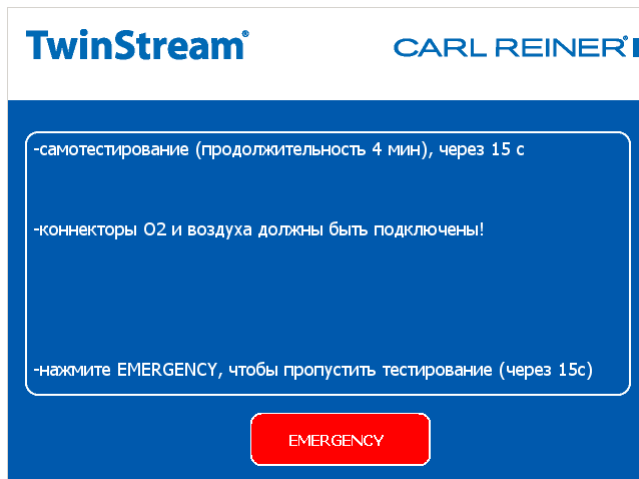 TwinStream® CARL REINER®
-самотестирование (продолжительность 4 мин), через 15 с
-коннекторы O2 и воздуха должны быть подключены!
-нажмите EMERGENCY, чтобы пропустить тестирование (через 15с)
EMERGENCY